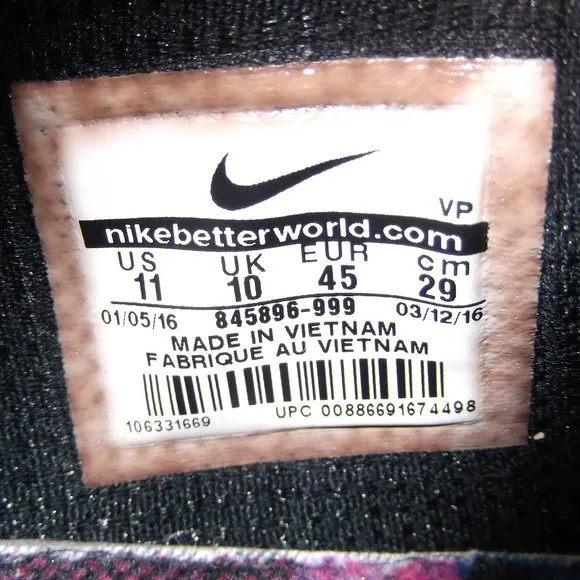 VP
nikebetterworld.com
US UK EUR cm
11 10 45 29
01/05/16 845896-999 03/12/16
MADE IN VIETNAM
FABRIQUE AU VIETNAM
106331669 UPC 00886691674498